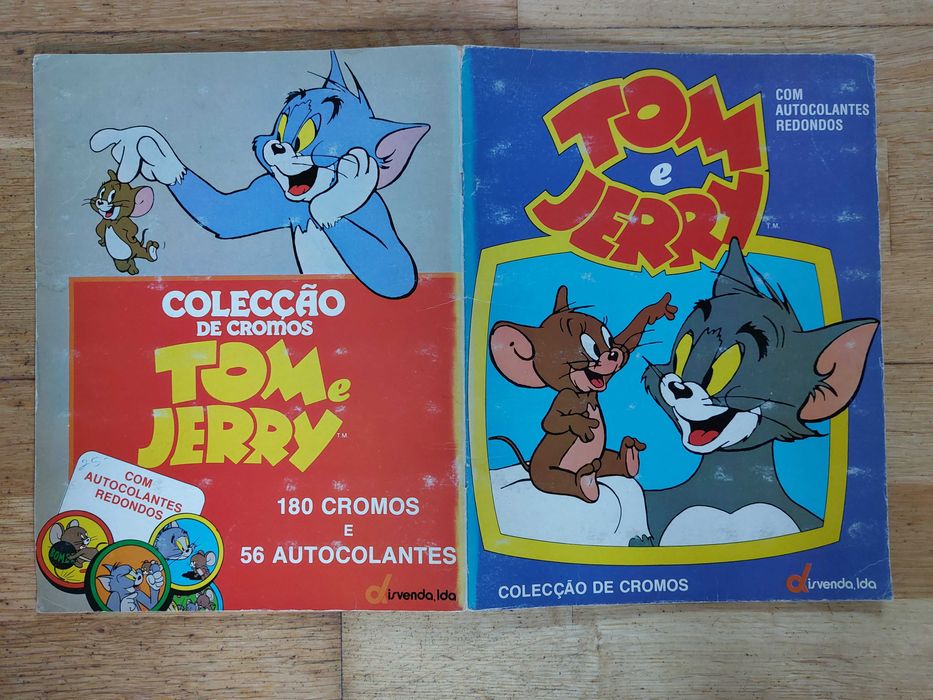 COLECÇÃO
DE CROMOS
TOM e
JERRY T.M.
COM
AUTOCOLANTES
REDONDOS
180 CROMOS
E
56 AUTOCOLANTES
disvenda, lda
COM
AUTOCOLANTES
REDONDOS
TOM
e
JERRY
T.M.
COLECÇÃO DE CROMOS
disvenda, lda